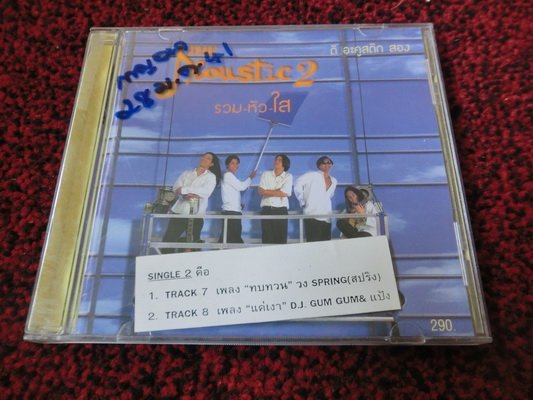 THE
Acoustic 2
ดิ อะคูสติก สอง
รวม-หัว-ใส
SINGLE 2 คือ
1. TRACK 7 เพลง "ทบทวน" วง SPRING(สปริง)
2. TRACK 8 เพลง "แค่เงา" D.J. GUM GUM& แป้ง
290.